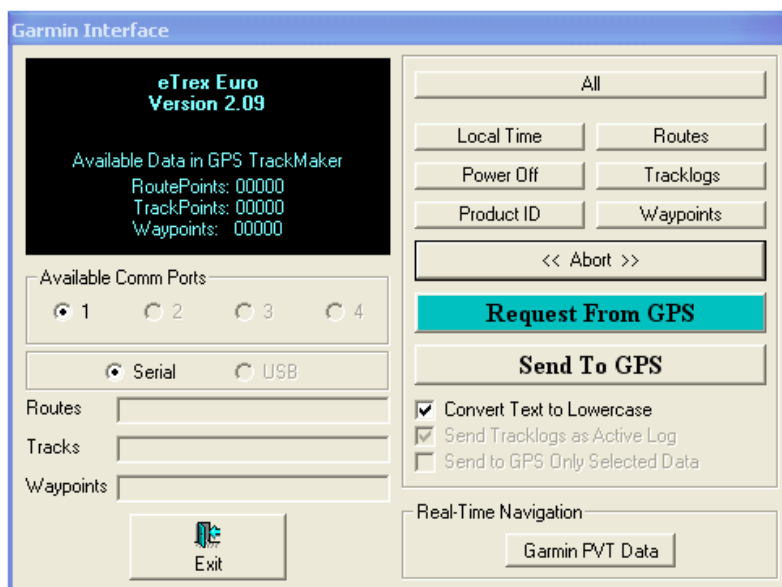 Garmin Interface
eTrex Euro
Version 2.09
Available Data in GPS TrackMaker
RoutePoints: 00000
TrackPoints: 00000
Waypoints: 00000
Available Comm Ports
1 2 3 4
Serial USB
Routes
Tracks
Waypoints
Exit
All
Local Time Routes
Power Off Tracklogs
Product ID Waypoints
<< Abort >>
Request From GPS
Send To GPS
Convert Text to Lowercase
Send Tracklogs as Active Log
Send to GPS Only Selected Data
Real-Time Navigation
Garmin PVT Data